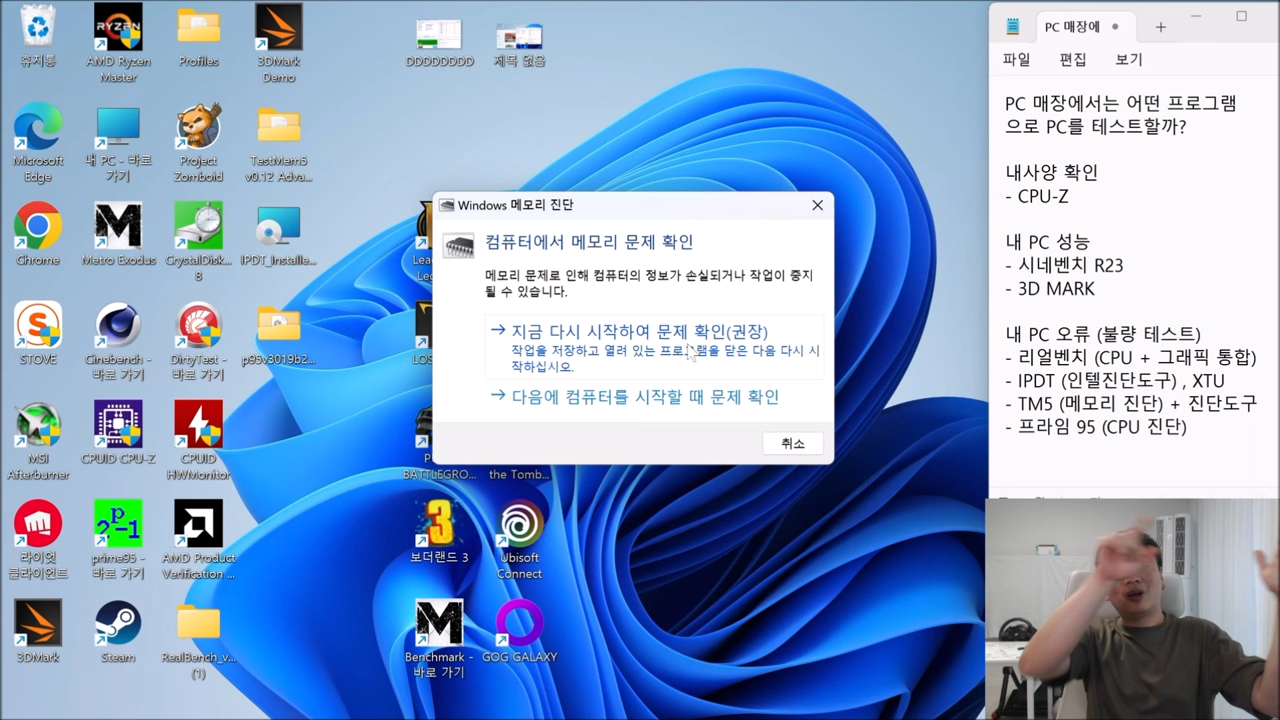 휴지통
AMD Ryzen
Master
Profiles
3DMark
Demo
DDDDDDDD
제목 없음
Microsoft
Edge
내 PC - 바로
가기
Project
Zomboid
TestMem5
v0.12 Adva...
Chrome
Metro Exodus
CrystalDisk...
8
IPDT_Installe...
STOVE
Cinebench -
바로 가기
DirtyTest -
바로 가기
p95v3019b2...
MSI
Afterburner
CPUID CPU-Z
CPUID
HWMonitor
BATTLEGRO...
the Tomb...
라이엇
클라이언트
prime95 -
바로 가기
AMD Product
Verification ...
보더랜드 3
Ubisoft
Connect
3DMark
Steam
RealBench_v...
(1)
Benchmark -
바로 가기
GOG GALAXY
RYZEN
Windows 메모리 진단
컴퓨터에서 메모리 문제 확인
메모리 문제로 인해 컴퓨터의 정보가 손실되거나 작업이 중지
될 수 있습니다.
지금 다시 시작하여 문제 확인(권장)
작업을 저장하고 열려 있는 프로그램을 닫은 다음 다시 시
작하십시오.
다음에 컴퓨터를 시작할 때 문제 확인
취소
PC 매장에
파일 편집 보기
PC 매장에서는 어떤 프로그램
으로 PC를 테스트할까?
내사양 확인
- CPU-Z
내 PC 성능
- 시네벤치 R23
- 3D MARK
내 PC 오류 (불량 테스트)
- 리얼벤치 (CPU + 그래픽 통합)
- IPDT (인텔진단도구) , XTU
- TM5 (메모리 진단) + 진단도구
- 프라임 95 (CPU 진단)